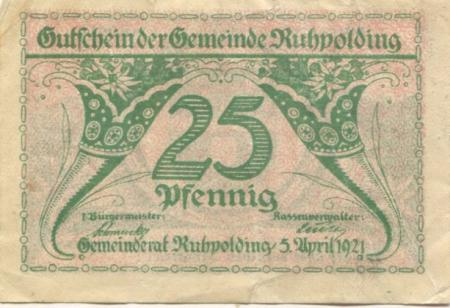 Gutschein der Gemeinde Ruhpolding
25
Pfennig
1. Bürgermeister: Kassenverwalter:
Gemeinderat Ruhpolding 5. April 1921